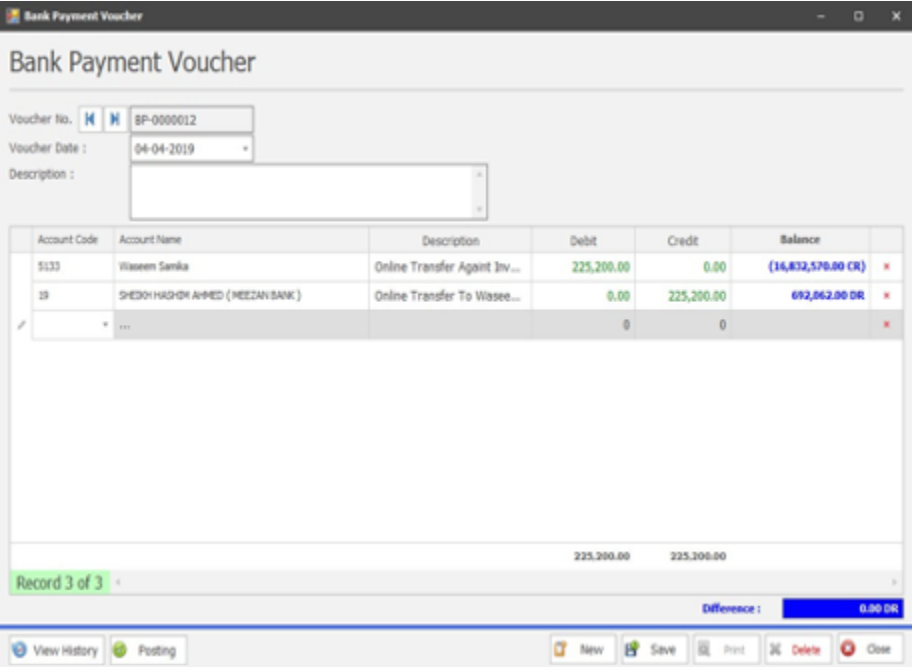 Bank Payment Voucher
Bank Payment Voucher
Voucher No. BP-0000012
Voucher Date : 04-04-2019
Description :
Account Code Account Name Description Debit Credit Balance
5133 Waseem Samka Online Transfer Againt Inv... 225,200.00 0.00 (16,832,570.00 CR)
19 SHEIKH HASHIM AHMED ( MEEZAN BANK ) Online Transfer To Wasee... 0.00 225,200.00 692,062.00 DR
... 0 0
225,200.00 225,200.00
Record 3 of 3
Difference : 0.00 DR
View History Posting New Save Print Delete Close